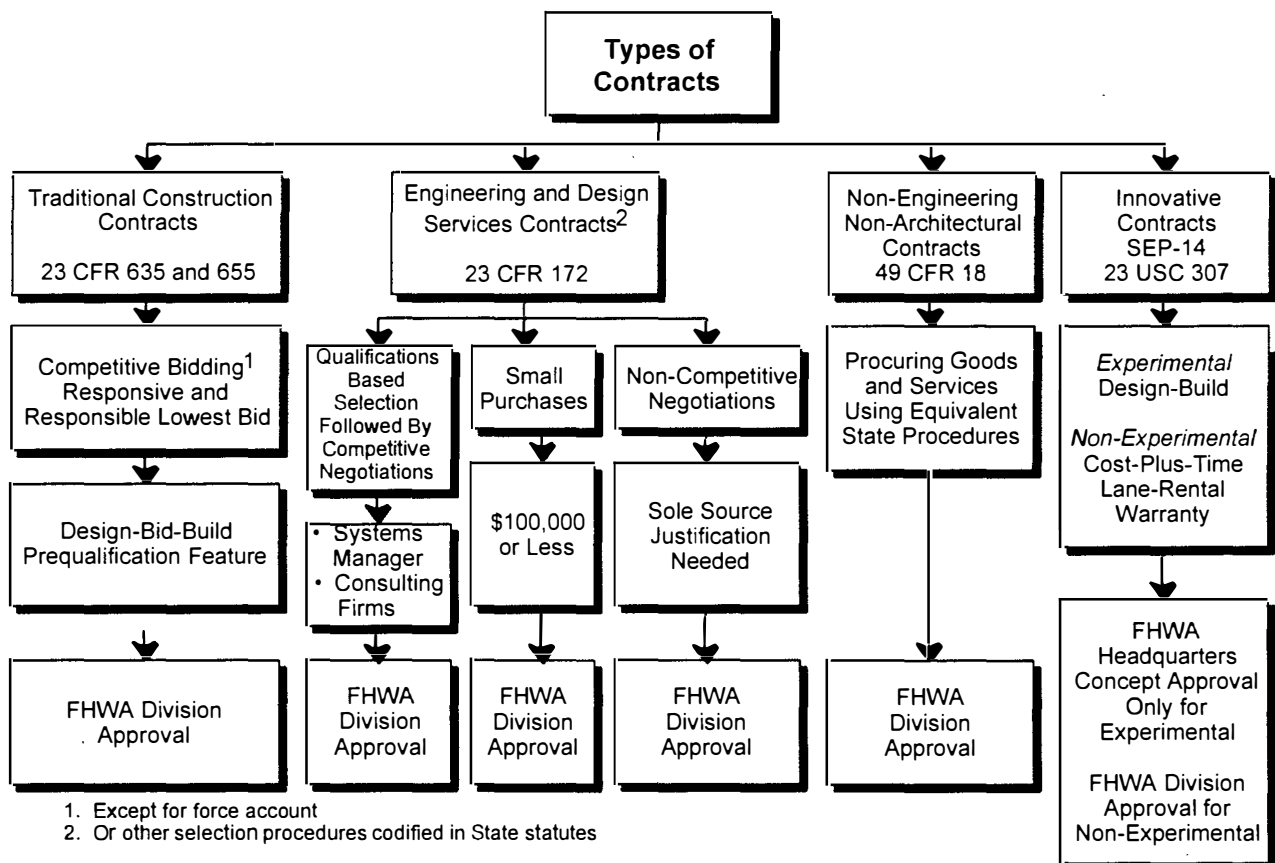 Types of
Contracts
Traditional Construction
Contracts
23 CFR 635 and 655
Engineering and Design
Services Contracts2
23 CFR 172
Non-Engineering
Non-Architectural
Contracts
49 CFR 18
Innovative
Contracts
SEP-14
23 USC 307
Competitive Bidding1
Responsive and
Responsible Lowest Bid
Qualifications
Based
Selection
Followed By
Competitive
Negotiations
Small
Purchases
Non-Competitive
Negotiations
Procuring Goods
and Services
Using Equivalent
State Procedures
Experimental
Design-Build
Non-Experimental
Cost-Plus-Time
Lane-Rental
Warranty
Design-Bid-Build
Prequalification Feature
• Systems
Manager
• Consulting
Firms
$100,000
or Less
Sole Source
Justification
Needed
FHWA Division
Approval
FHWA
Division
Approval
FHWA
Division
Approval
FHWA
Division
Approval
FHWA
Division
Approval
FHWA
Headquarters
Concept Approval
Only for
Experimental
FHWA Division
Approval for
Non-Experimental
1. Except for force account
2. Or other selection procedures codified in State statutes